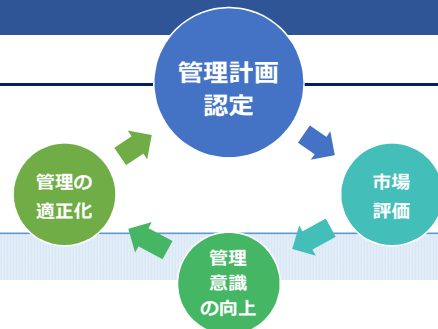 管理計画
認定
市場
評価
管理
意識
の向上
管理の
適正化